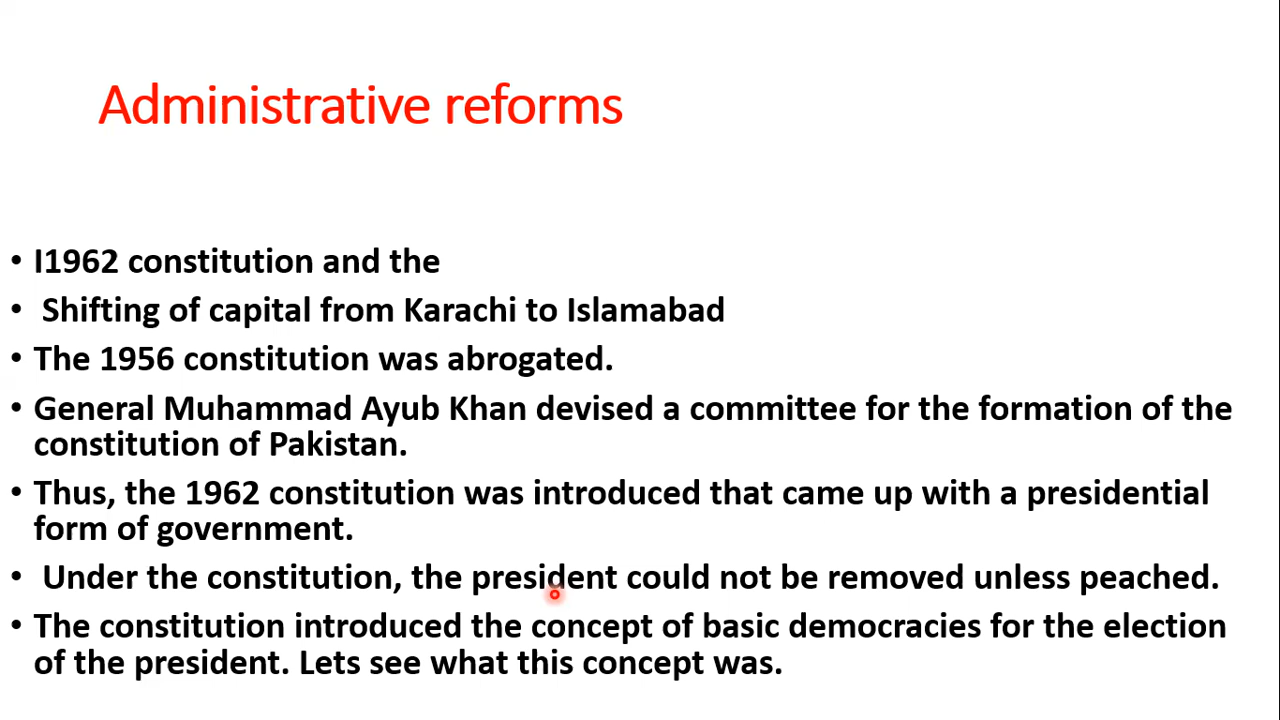 Administrative reforms
• I1962 constitution and the
• Shifting of capital from Karachi to Islamabad
• The 1956 constitution was abrogated.
• General Muhammad Ayub Khan devised a committee for the formation of the
constitution of Pakistan.
• Thus, the 1962 constitution was introduced that came up with a presidential
form of government.
• Under the constitution, the president could not be removed unless peached.
• The constitution introduced the concept of basic democracies for the election
of the president. Lets see what this concept was.